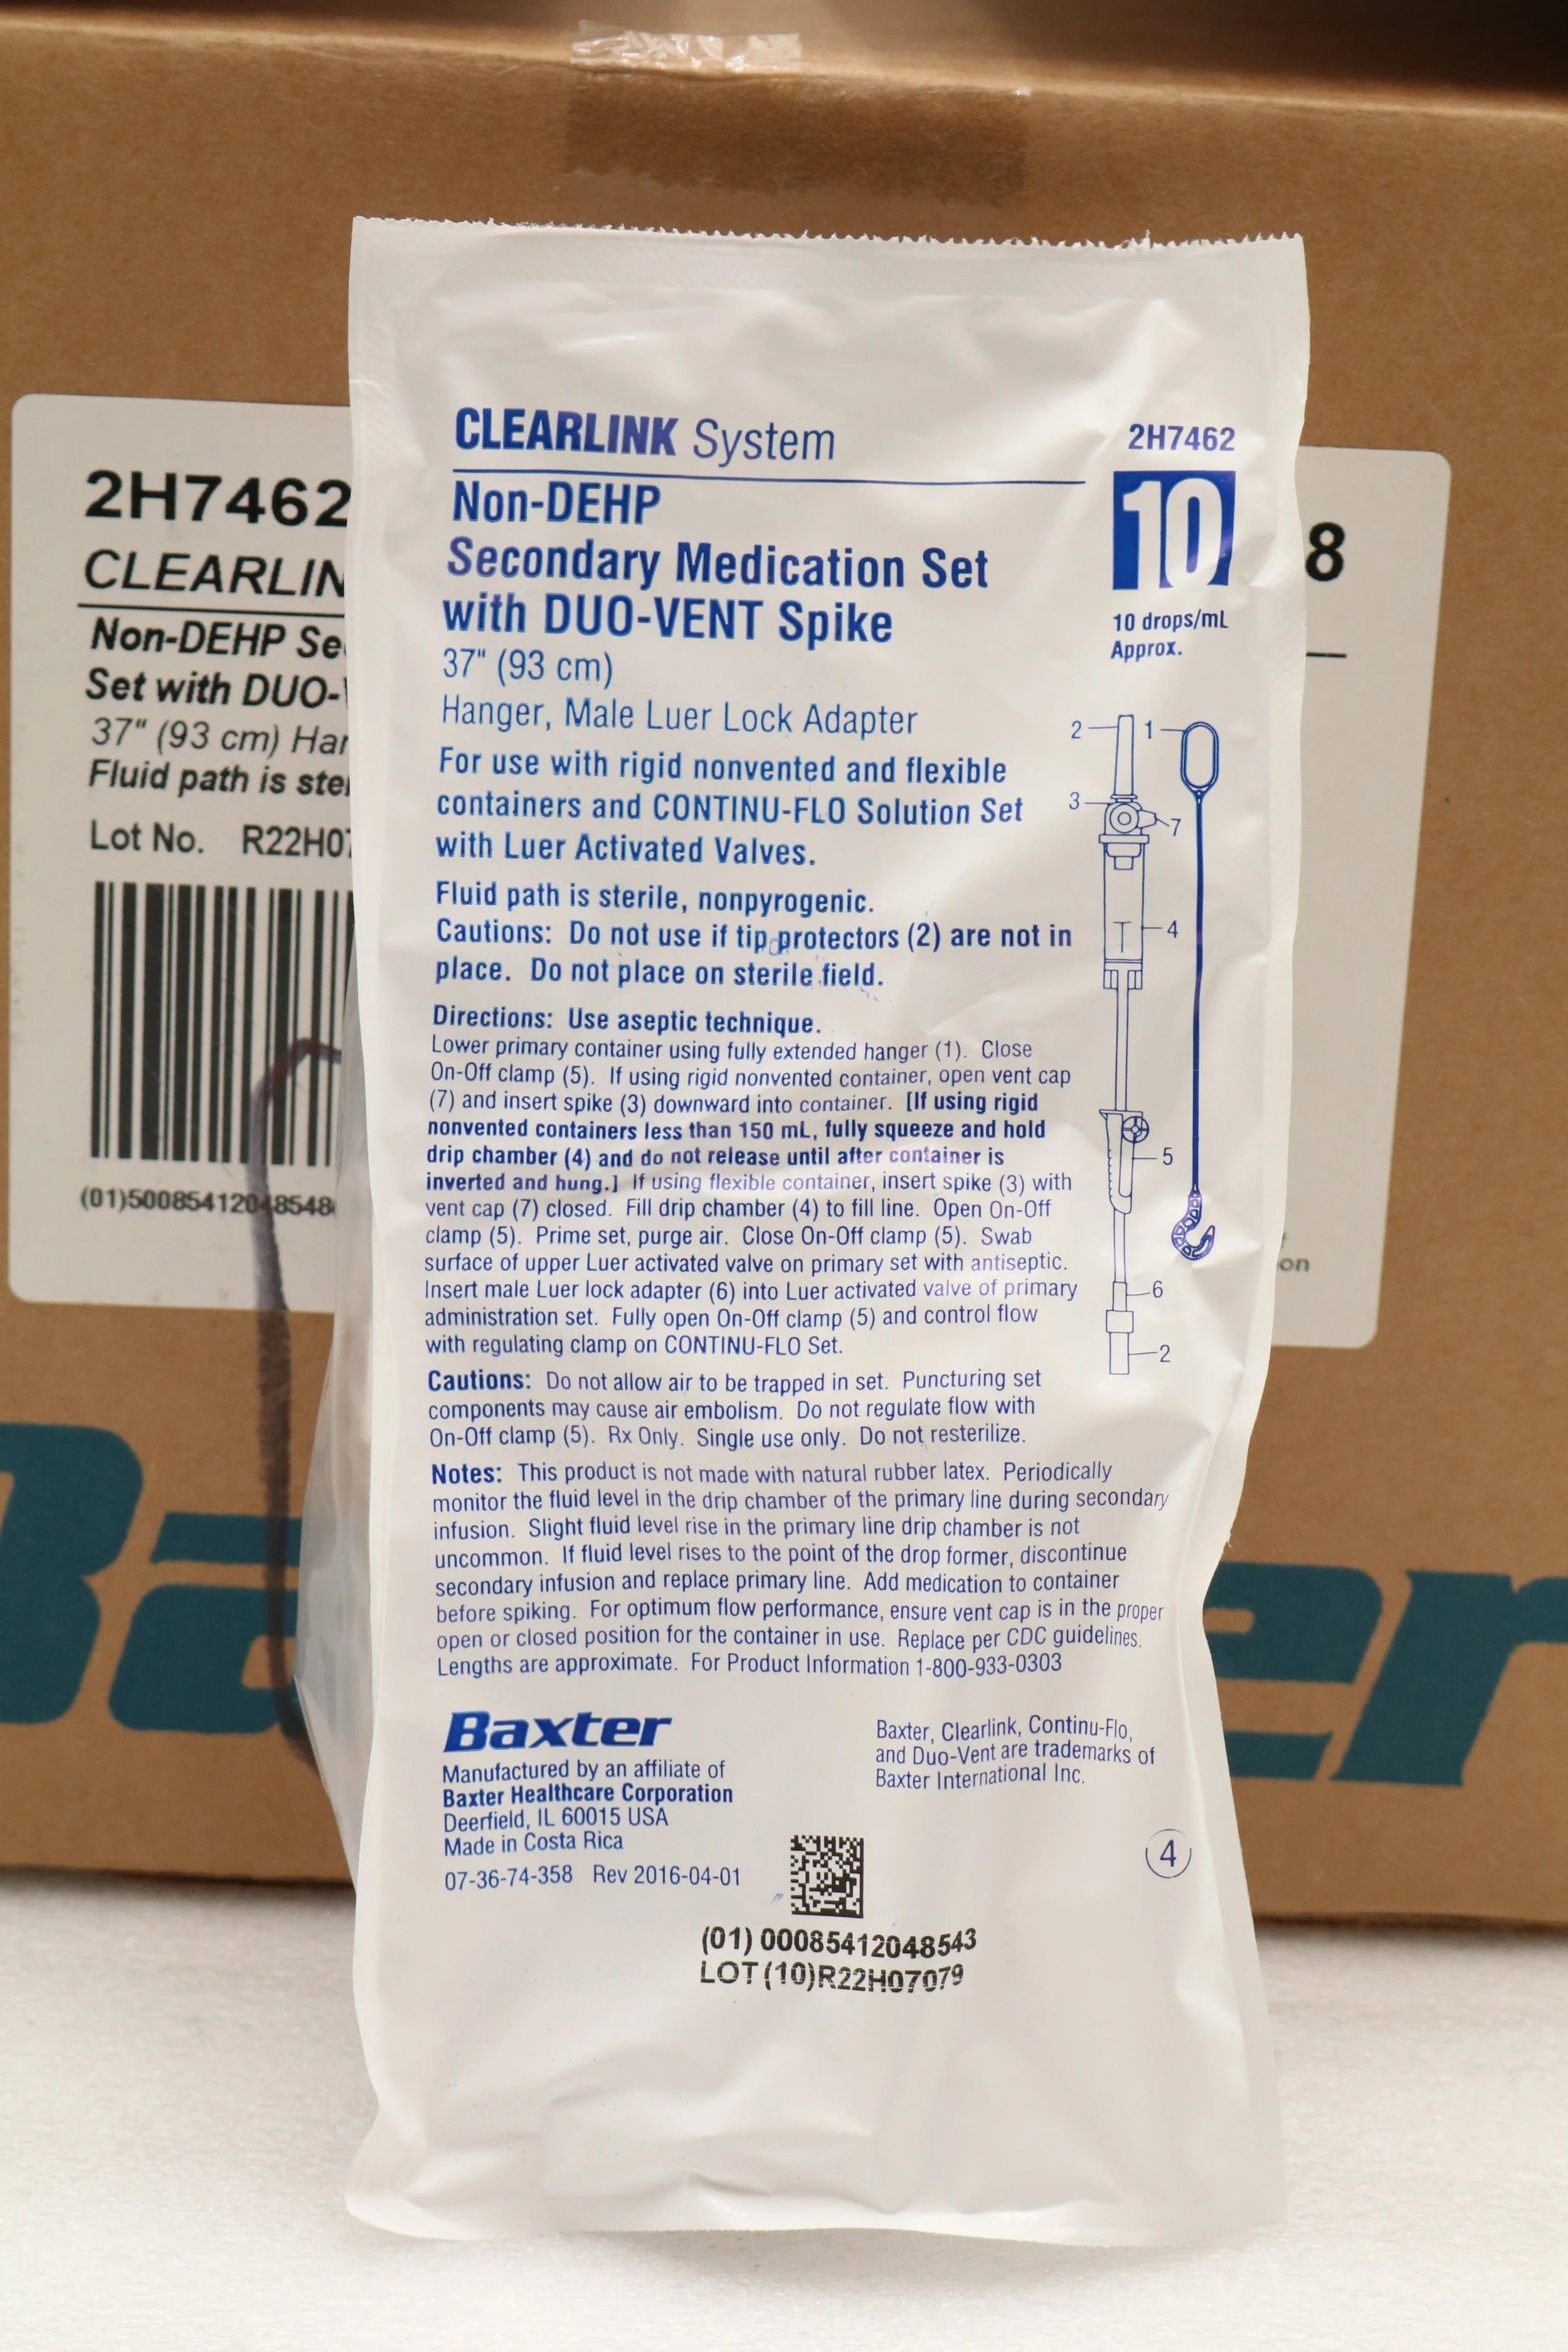 CLEARLINK System
2H7462
10
10 drops/mL
Approx.
Non-DEHP
Secondary Medication Set
with DUO-VENT Spike
37" (93 cm)
Hanger, Male Luer Lock Adapter
For use with rigid nonvented and flexible
containers and CONTINU-FLO Solution Set
with Luer Activated Valves.
Fluid path is sterile, nonpyrogenic.
Cautions: Do not use if tip protectors (2) are not in
place. Do not place on sterile field.
Directions: Use aseptic technique.
Lower primary container using fully extended hanger (1). Close
On-Off clamp (5). If using rigid nonvented container, open vent cap
(7) and insert spike (3) downward into container. [If using rigid
nonvented containers less than 150 mL, fully squeeze and hold
drip chamber (4) and do not release until after container is
inverted and hung.] If using flexible container, insert spike (3) with
vent cap (7) closed. Fill drip chamber (4) to fill line. Open On-Off
clamp (5). Prime set, purge air. Close On-Off clamp (5). Swab
surface of upper Luer activated valve on primary set with antiseptic.
Insert male Luer lock adapter (6) into Luer activated valve of primary
administration set. Fully open On-Off clamp (5) and control flow
with regulating clamp on CONTINU-FLO Set.
Cautions: Do not allow air to be trapped in set. Puncturing set
components may cause air embolism. Do not regulate flow with
On-Off clamp (5). Rx Only. Single use only. Do not resterilize.
Notes: This product is not made with natural rubber latex. Periodically
monitor the fluid level in the drip chamber of the primary line during secondary
infusion. Slight fluid level rise in the primary line drip chamber is not
uncommon. If fluid level rises to the point of the drop former, discontinue
secondary infusion and replace primary line. Add medication to container
before spiking. For optimum flow performance, ensure vent cap is in the proper
open or closed position for the container in use. Replace per CDC guidelines.
Lengths are approximate. For Product Information 1-800-933-0303
2
1
3
7
4
5
6
2
Baxter
Manufactured by an affiliate of
Baxter Healthcare Corporation
Deerfield, IL 60015 USA
Made in Costa Rica
07-36-74-358 Rev 2016-04-01
Baxter, Clearlink, Continu-Flo,
and Duo-Vent are trademarks of
Baxter International Inc.
4
(01) 00085412048543
LOT (10)R22H07079
2H7462
CLEARLIN
Non-DEHP Se
Set with DUO-
37" (93 cm) Har
Fluid path is ste
Lot No. R22H07
(01)50085412048548
8
on
Ba er